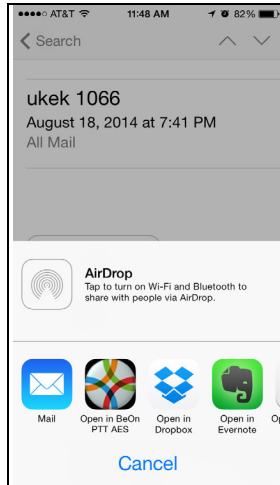 AT&T 11:48 AM 82%
Search
ukek 1066
August 18, 2014 at 7:41 PM
All Mail
AirDrop
Tap to turn on Wi-Fi and Bluetooth to
share with people via AirDrop.
Mail Open in BeOn Open in Open in Op
PTT AES Dropbox Evernote
Cancel